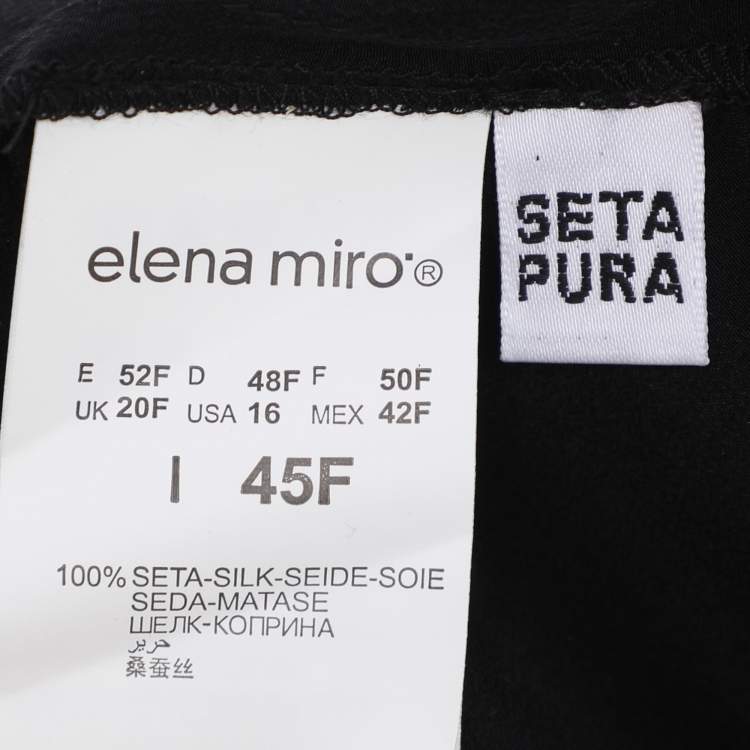 elena miro®
E 52F D 48F F 50F
UK 20F USA 16 MEX 42F
I 45F
100% SETA-SILK-SEIDE-SOIE
SEDA-MATASE
ШЕЛК-КОПРИНА
حرير
桑蚕丝
SETA
PURA